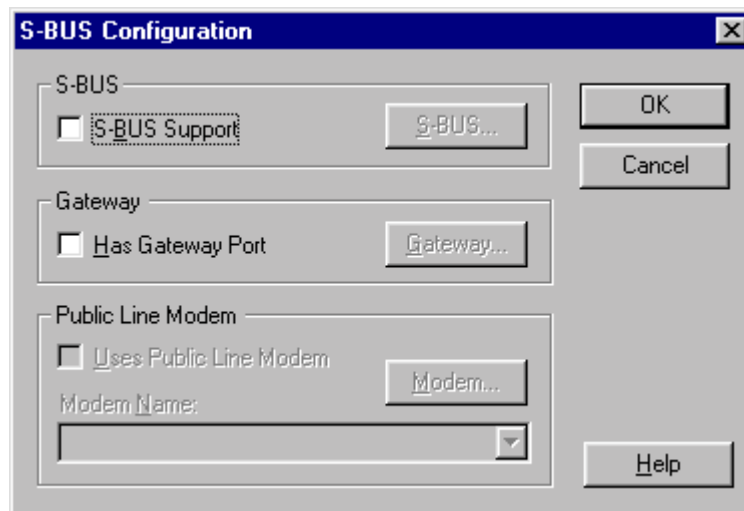 S-BUS Configuration
S-BUS
S-BUS Support
S-BUS...
OK
Cancel
Gateway
Has Gateway Port
Gateway...
Public Line Modem
Uses Public Line Modem
Modem...
Modem Name:
Help